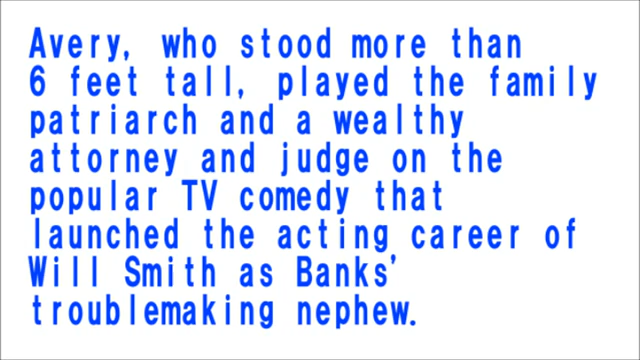 Avery, who stood more than
6 feet tall, played the family
patriarch and a wealthy
attorney and judge on the
popular TV comedy that
launched the acting career of
Will Smith as Banks'
troublemaking nephew.